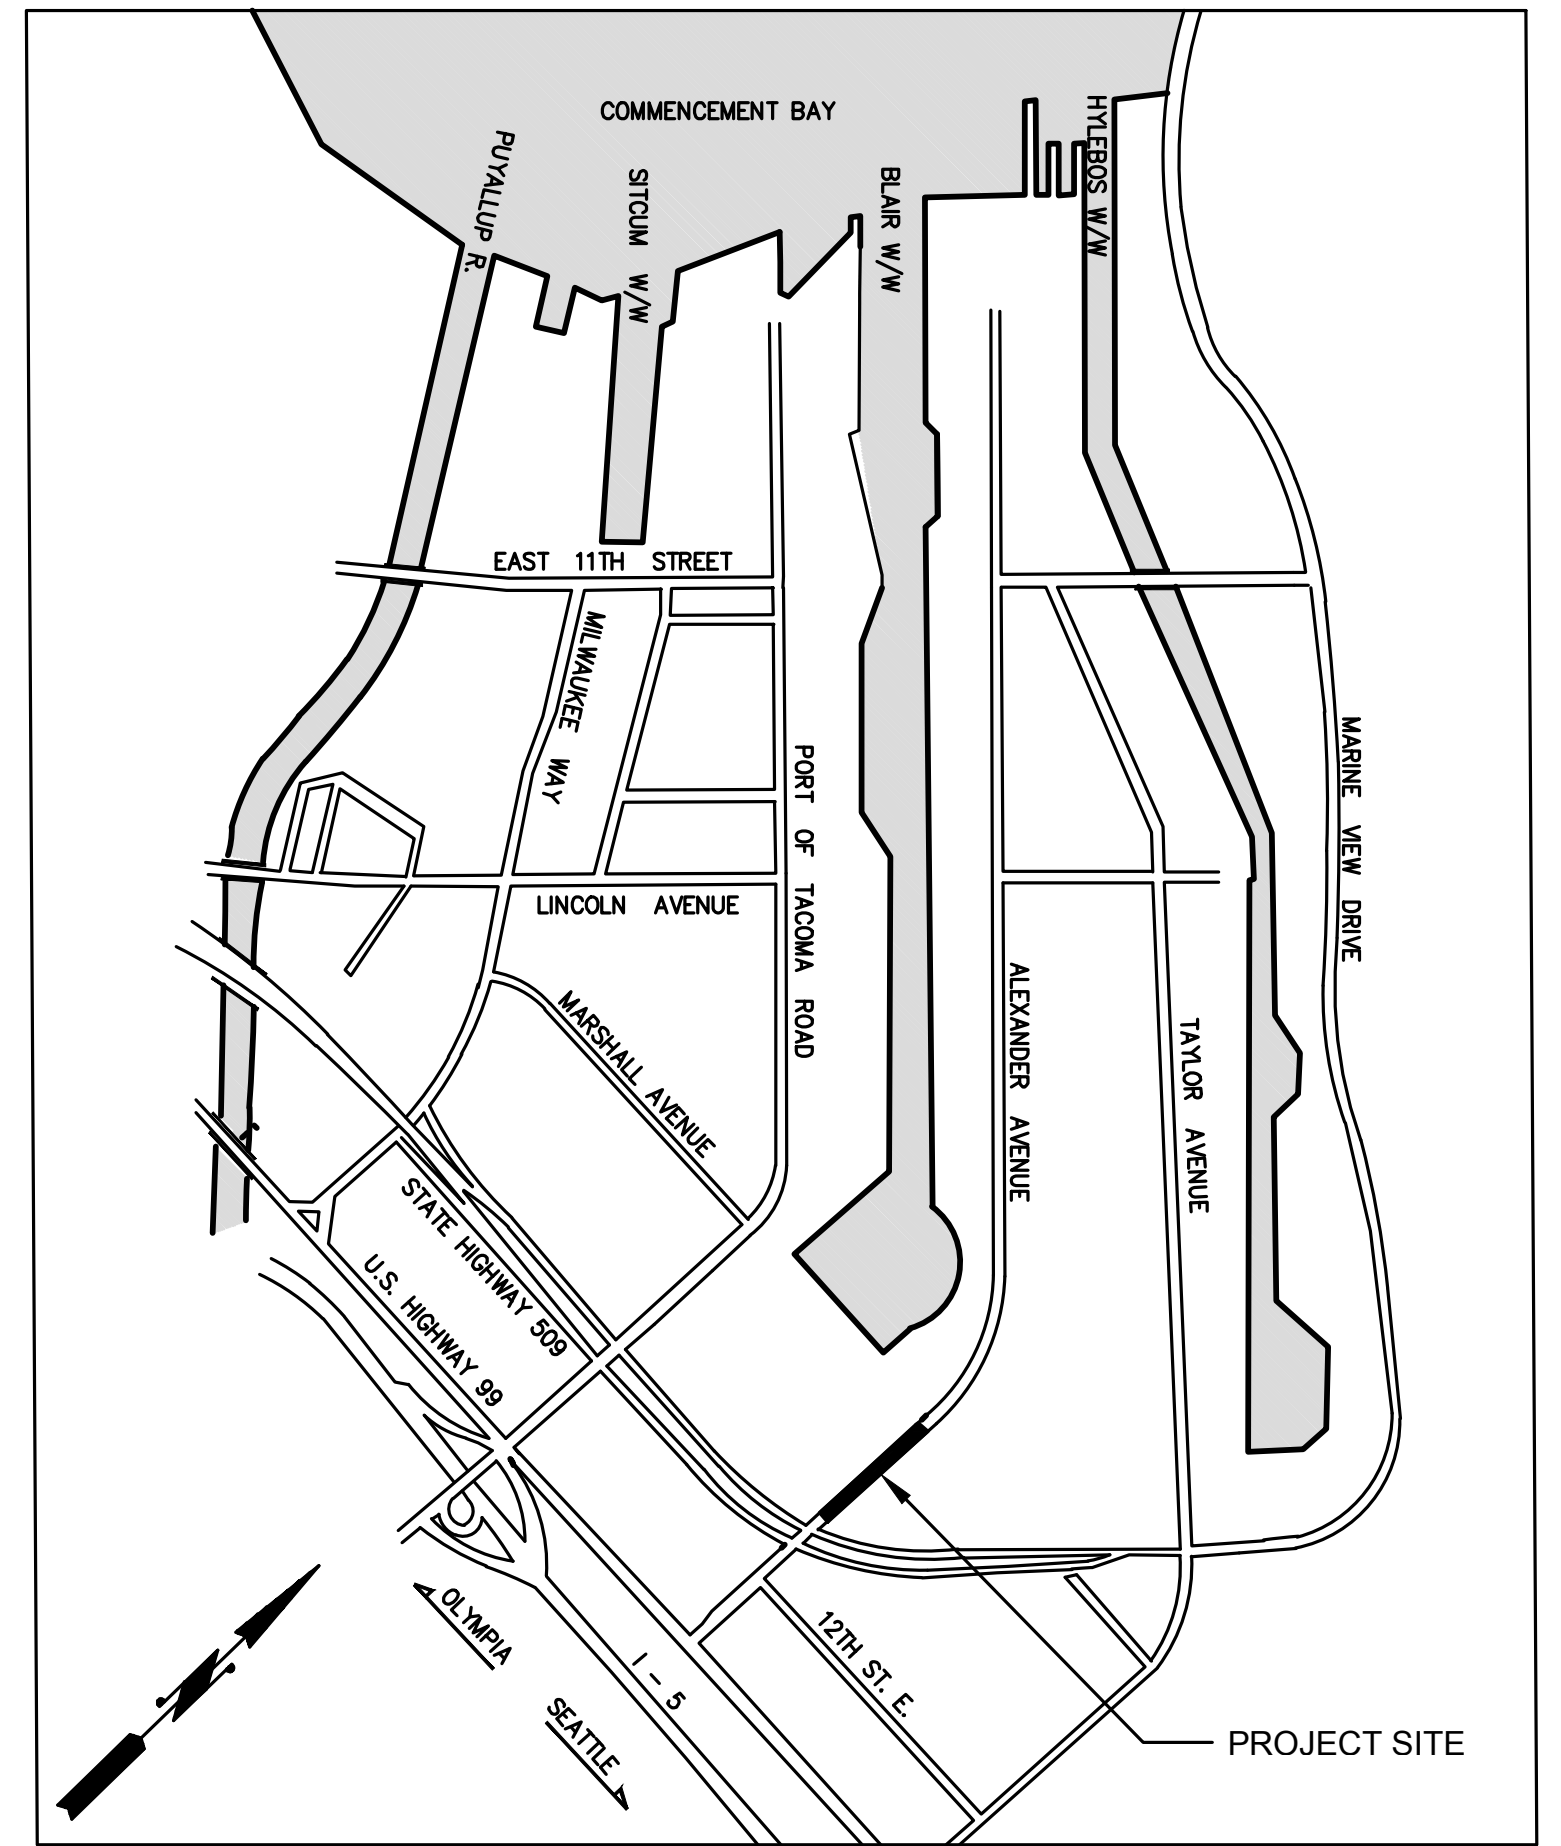 COMMENCEMENT BAY
HYLEBOS W/W
PUYALLUP R.
SITCUM W/W
BLAIR W/W
EAST 11TH STREET
MILWAUKEE WAY
PORT OF TACOMA ROAD
MARINE VIEW DRIVE
LINCOLN AVENUE
MARSHALL AVENUE
ALEXANDER AVENUE
TAYLOR AVENUE
STATE HIGHWAY 509
U.S. HIGHWAY 99
OLYMPIA
SEATTLE
I - 5
12TH ST. E.
PROJECT SITE